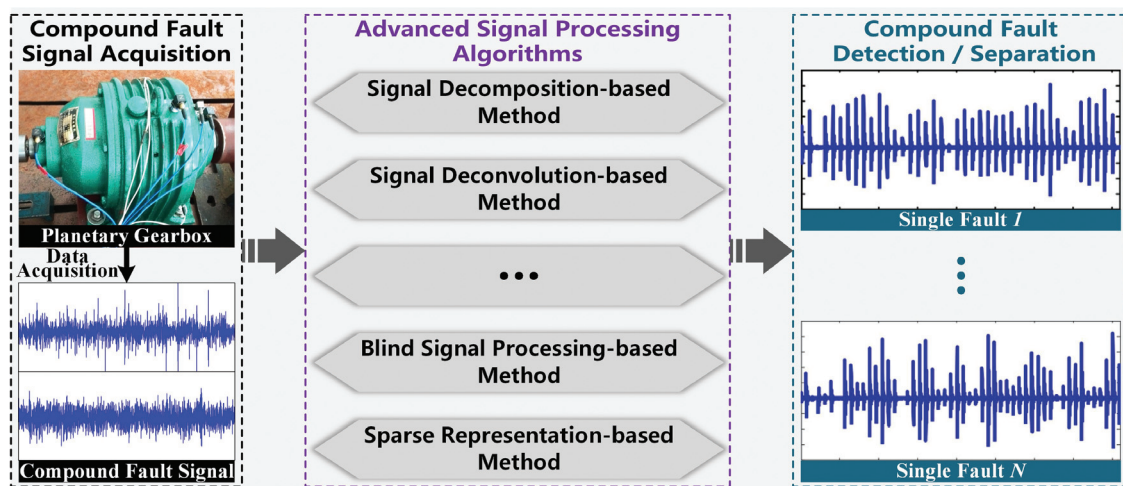 Compound Fault
Signal Acquisition
Planetary Gearbox
Data
Acquisition
Compound Fault Signal
Advanced Signal Processing
Algorithms
Signal Decomposition-based
Method
Signal Deconvolution-based
Method
...
Blind Signal Processing-based
Method
Sparse Representation-based
Method
Compound Fault
Detection / Separation
Single Fault 1
Single Fault N